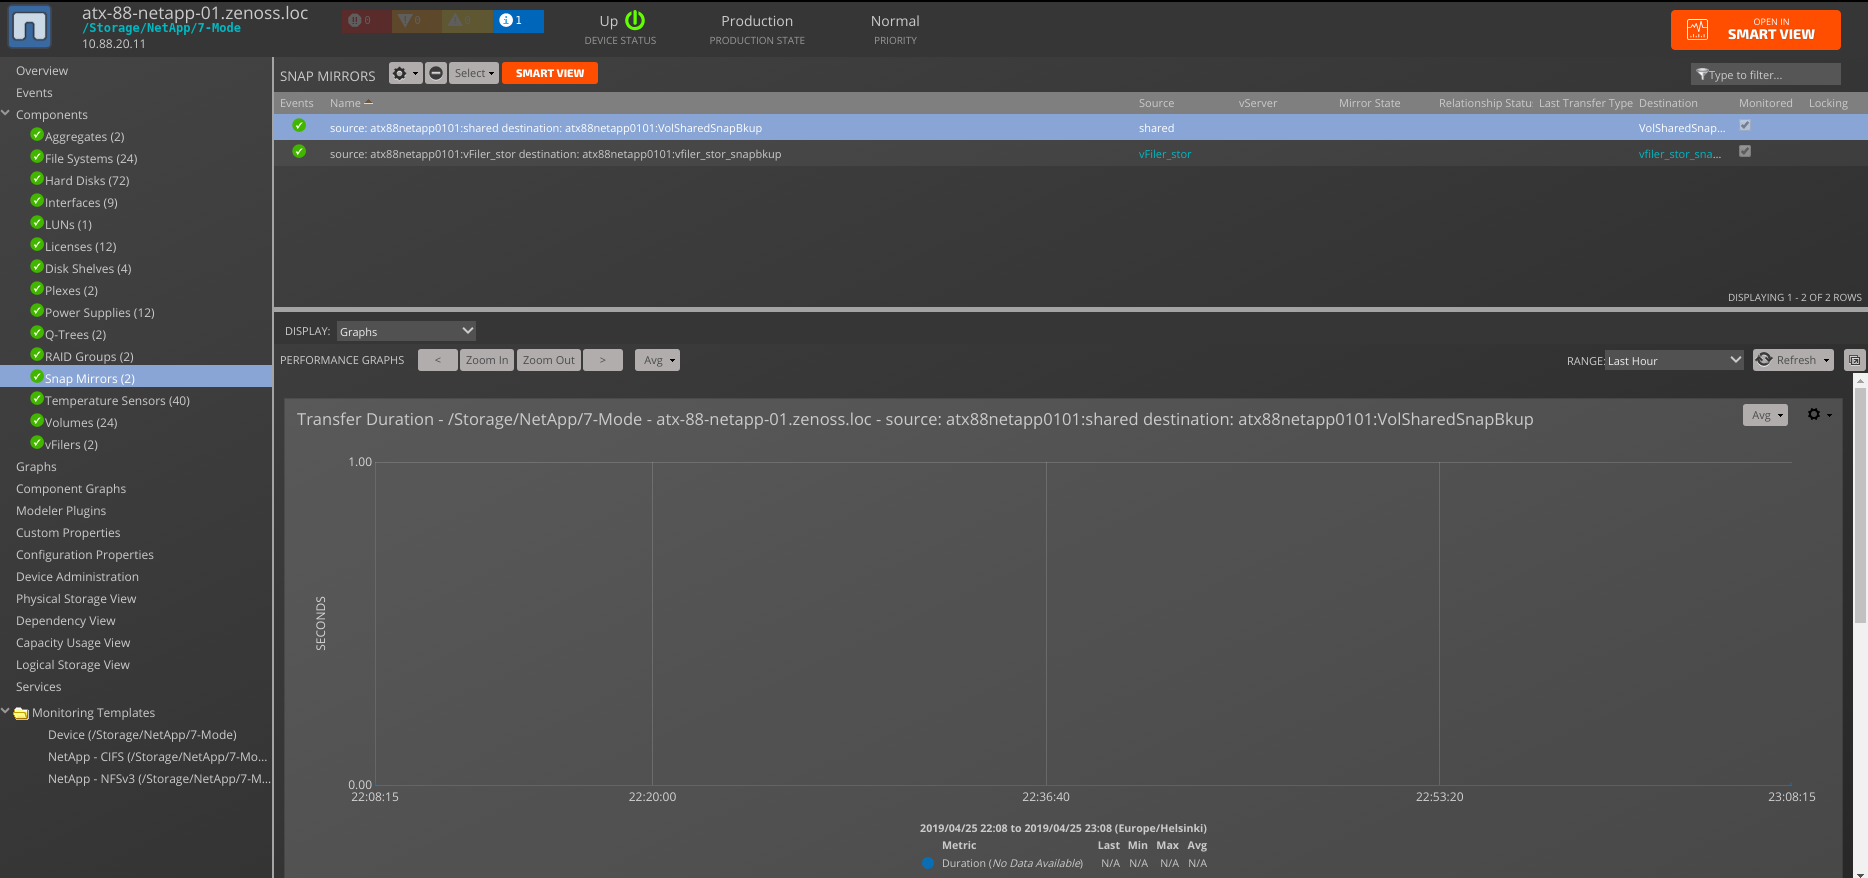 atx-88-netapp-01.zenoss.loc
/Storage/NetApp/7-Mode
10.88.20.11
0 0 0 1
Up
DEVICE STATUS
Production
PRODUCTION STATE
Normal
PRIORITY
OPEN IN
SMART VIEW
Overview
Events
Components
Aggregates (2)
File Systems (24)
Hard Disks (72)
Interfaces (9)
LUNs (1)
Licenses (12)
Disk Shelves (4)
Plexes (2)
Power Supplies (12)
Q-Trees (2)
RAID Groups (2)
Snap Mirrors (2)
Temperature Sensors (40)
Volumes (24)
vFilers (2)
Graphs
Component Graphs
Modeler Plugins
Custom Properties
Configuration Properties
Device Administration
Physical Storage View
Dependency View
Capacity Usage View
Logical Storage View
Services
Monitoring Templates
Device (/Storage/NetApp/7-Mode)
NetApp - CIFS (/Storage/NetApp/7-Mo...
NetApp - NFSv3 (/Storage/NetApp/7-M...
SNAP MIRRORS Select SMART VIEW Type to filter...
Events Name Source vServer Mirror State Relationship Statu Last Transfer Type Destination Monitored Locking
source: atx88netapp0101:shared destination: atx88netapp0101:VolSharedSnapBkup shared VolSharedSnap...
source: atx88netapp0101:vFiler_stor destination: atx88netapp0101:vfiler_stor_snapbkup vFiler_stor vfiler_stor_sna...
DISPLAYING 1 - 2 OF 2 ROWS
DISPLAY: Graphs
PERFORMANCE GRAPHS < Zoom In Zoom Out > Avg RANGE: Last Hour Refresh
Transfer Duration - /Storage/NetApp/7-Mode - atx-88-netapp-01.zenoss.loc - source: atx88netapp0101:shared destination: atx88netapp0101:VolSharedSnapBkup Avg
1.00
SECONDS
0.00
22:08:15 22:20:00 22:36:40 22:53:20 23:08:15
2019/04/25 22:08 to 2019/04/25 23:08 (Europe/Helsinki)
Metric Last Min Max Avg
Duration (No Data Available) N/A N/A N/A N/A